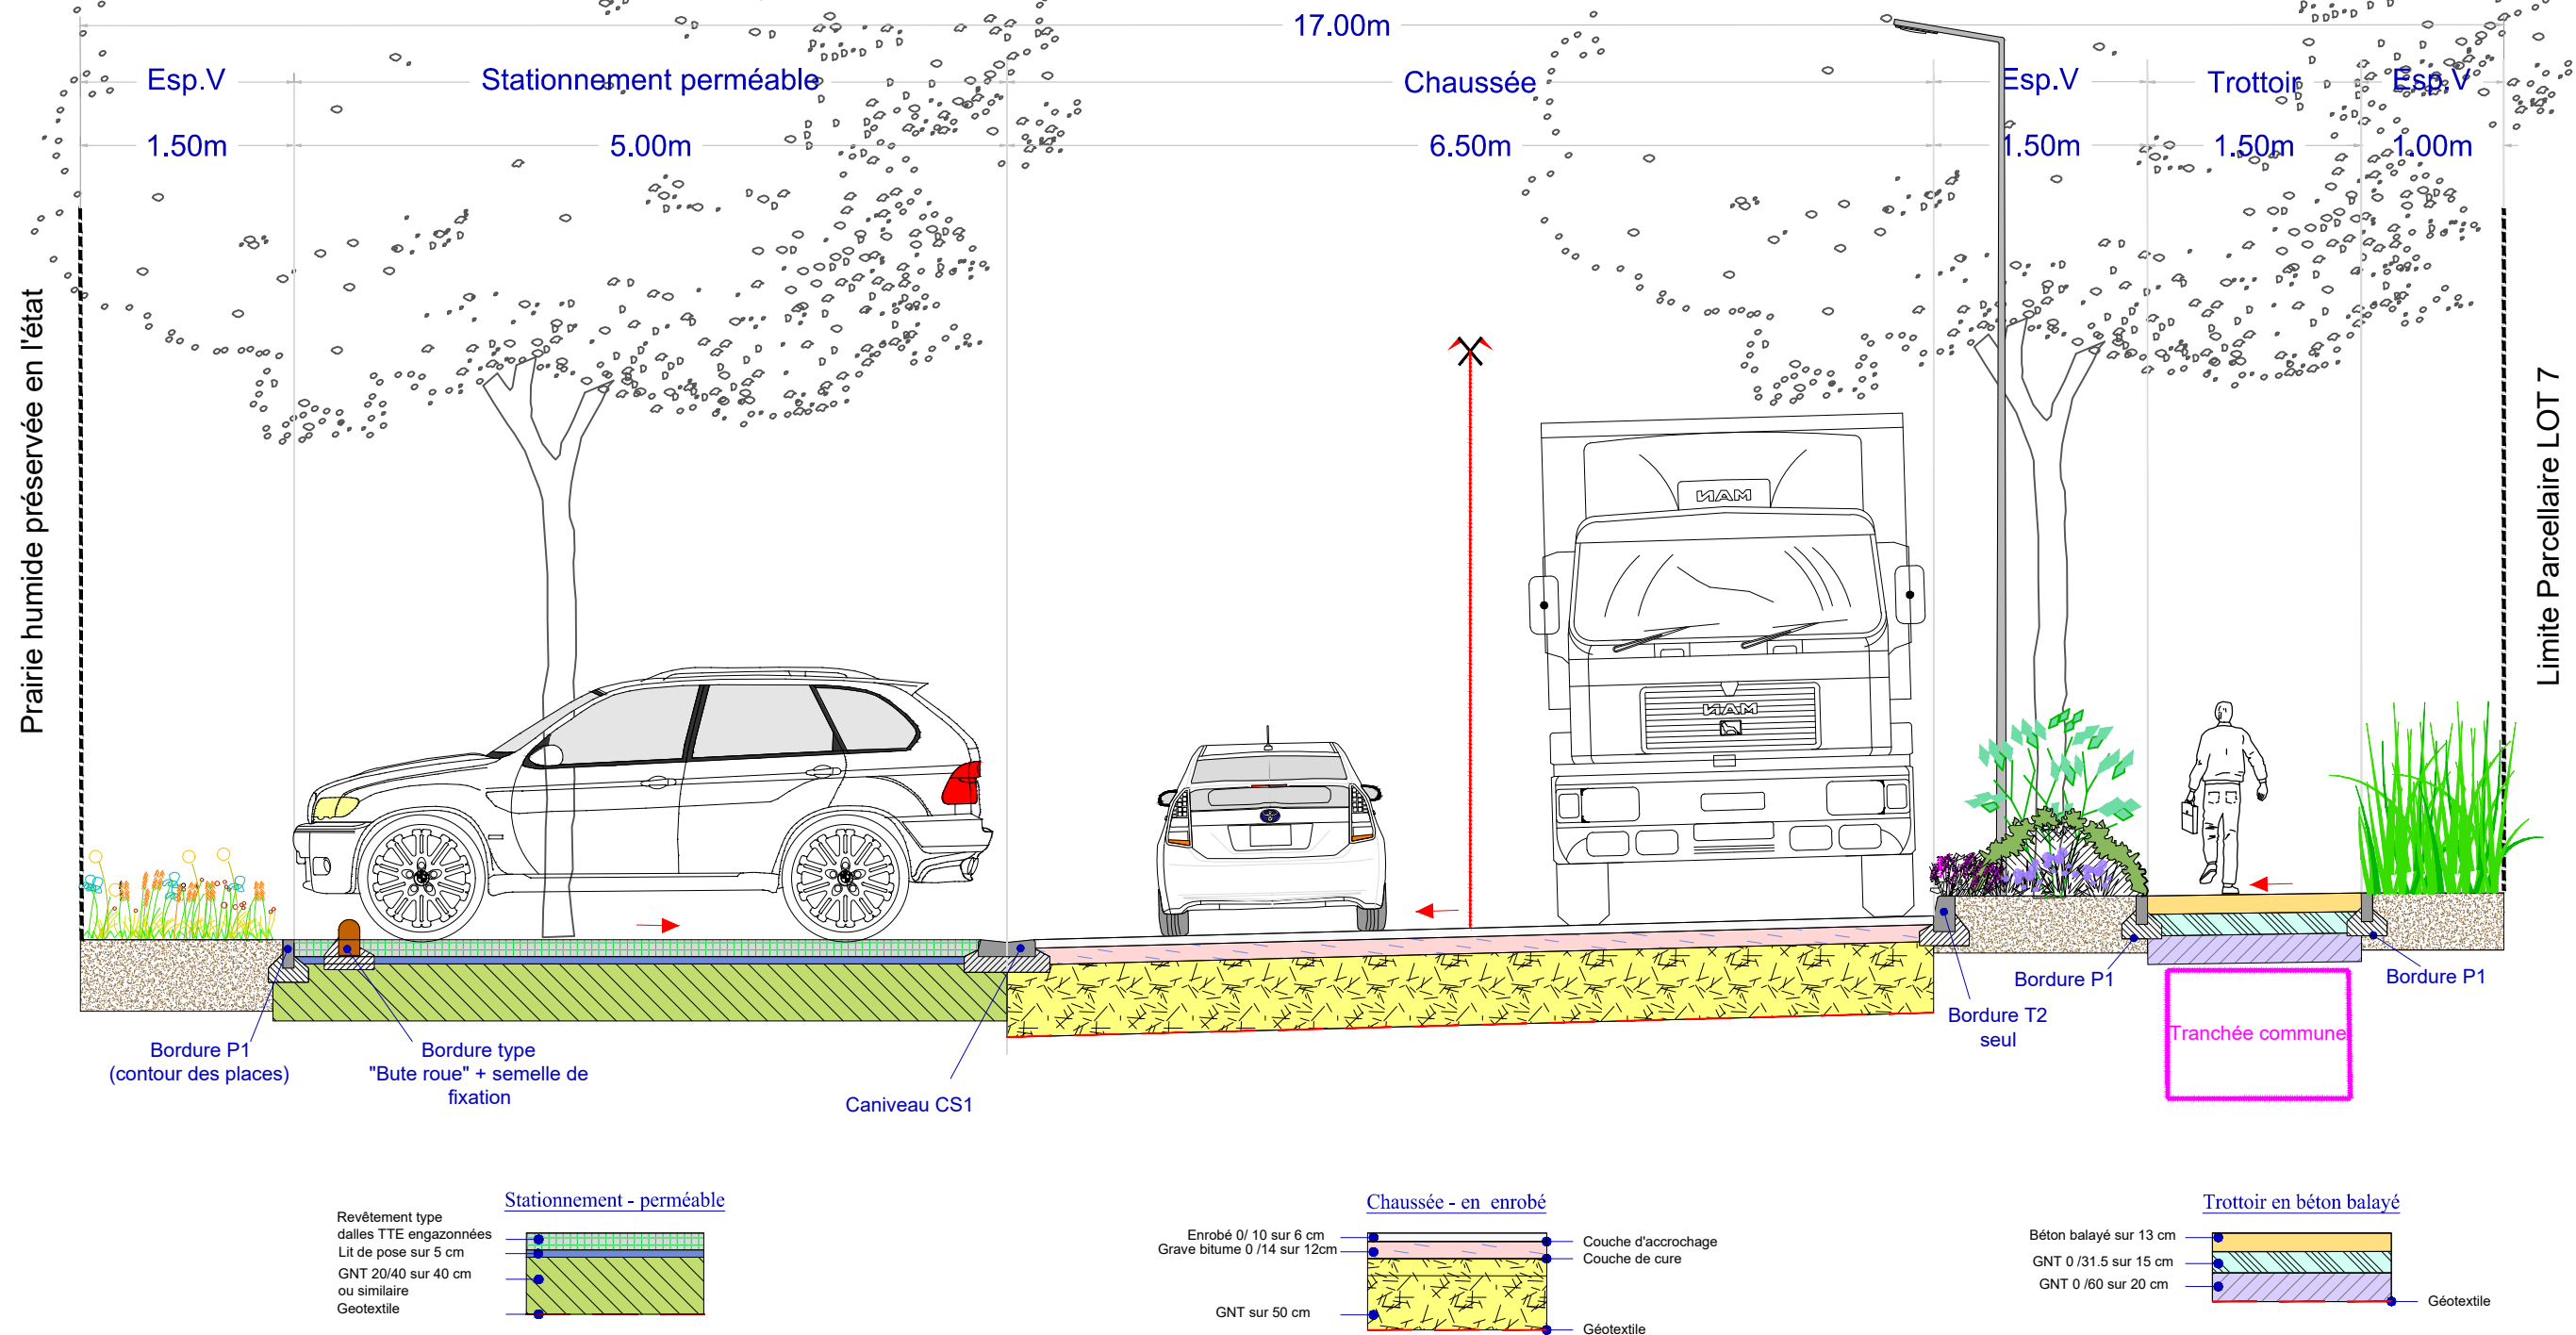 17.00m
Esp.V
Stationnement perméable
Chaussée
Esp.V
Trottoir
Esp.V
1.50m
5.00m
6.50m
1.50m
1.50m
1.00m
Prairie humide préservée en l'état
Limite Parcellaire LOT 7
MAN
MAN
Bordure P1
(contour des places)
Bordure type
"Bute roue" + semelle de
fixation
Caniveau CS1
Bordure T2
seul
Bordure P1
Bordure P1
Tranchée commune
Stationnement - perméable
Revêtement type
dalles TTE engazonnées
Lit de pose sur 5 cm
GNT 20/40 sur 40 cm
ou similaire
Geotextile
Chaussée - en enrobé
Enrobé 0/ 10 sur 6 cm
Grave bitume 0 /14 sur 12cm
GNT sur 50 cm
Couche d'accrochage
Couche de cure
Géotextile
Trottoir en béton balayé
Béton balayé sur 13 cm
GNT 0 /31.5 sur 15 cm
GNT 0 /60 sur 20 cm
Géotextile